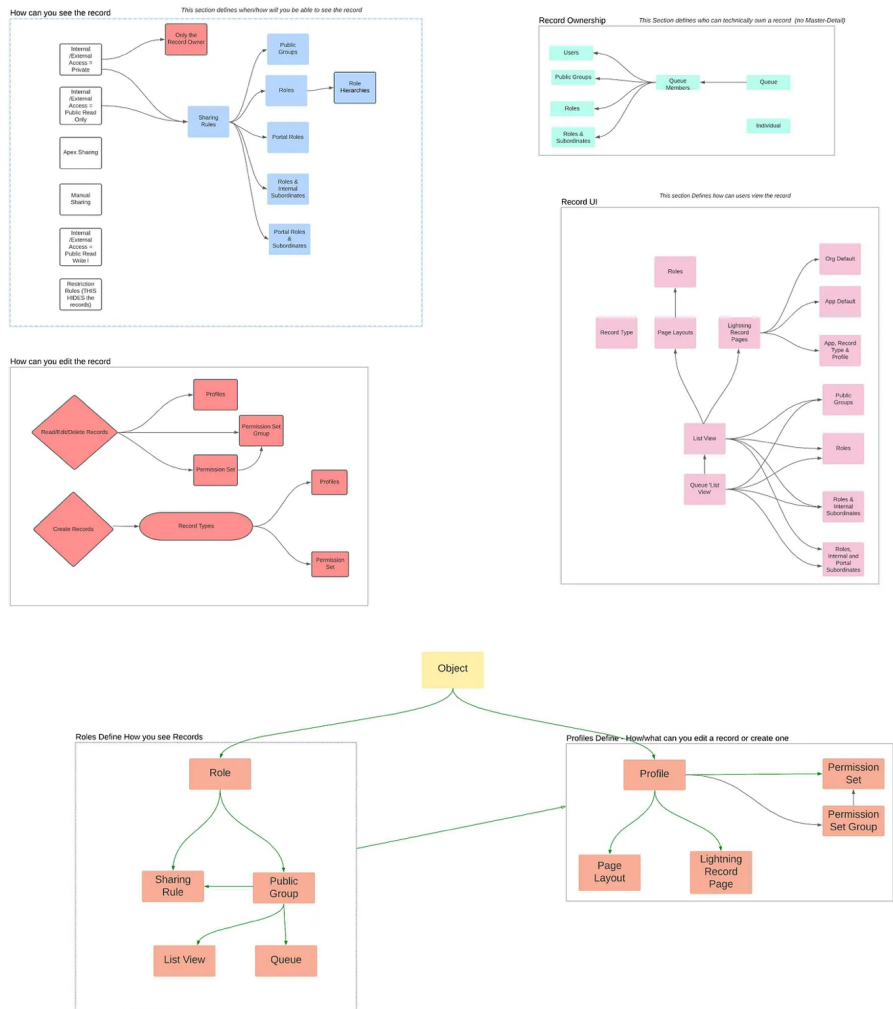 How can you see the record
This section defines when/how will you be able to see the record
Internal
/External
Access =
Private
Only the
Record Owner
Public
Groups
Internal
/External
Access =
Public Read
Only
Sharing
Rules
Roles
Role
Hierarchies
Apex Sharing
Portal Roles
Manual
Sharing
Roles &
Internal
Subordinates
Internal
/External
Access =
Public Read
Write l
Portal Roles
&
Subordinates
Restriction
Rules (THIS
HIDES the
records)
Record Ownership
This Section defines who can technically own a record (no Master-Detail)
Users
Public Groups
Roles
Roles &
Subordinates
Queue
Members
Queue
Individual
Record UI
This section Defines how can users view the record
Roles
Record Type
Page Layouts
Lightning
Record
Pages
Org Default
App Default
App, Record
Type &
Profile
List View
Queue 'List
View'
Public
Groups
Roles
Roles &
Internal
Subordinates
Roles,
Internal and
Portal
Subordinates
How can you edit the record
Read/Edit/Delete Records
Profiles
Permission Set
Group
Permission Set
Create Records
Record Types
Profiles
Permission
Set
Object
Roles Define How you see Records
Role
Sharing
Rule
Public
Group
List View
Queue
Profiles Define - How/what can you edit a record or create one
Profile
Permission
Set
Permission
Set Group
Page
Layout
Lightning
Record
Page